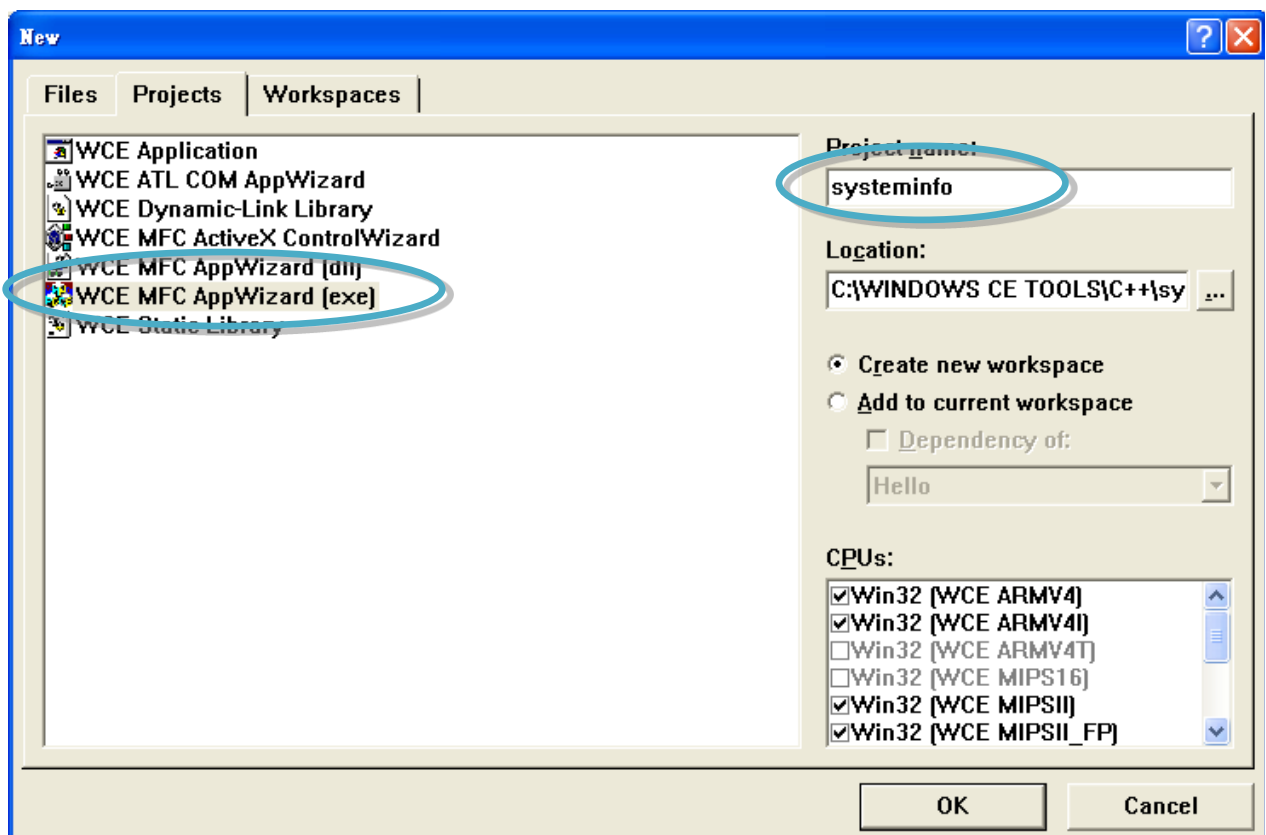 New
Files Projects Workspaces
WCE Application
WCE ATL COM AppWizard
WCE Dynamic-Link Library
WCE MFC ActiveX ControlWizard
WCE MFC AppWizard (dll)
WCE MFC AppWizard (exe)
WCE Static Library
Project name:
systeminfo
Location:
C:\WINDOWS CE TOOLS\C++\sy ...
Create new workspace
Add to current workspace
Dependency of:
Hello
CPUs:
Win32 (WCE ARMV4)
Win32 (WCE ARMV4I)
Win32 (WCE ARMV4T)
Win32 (WCE MIPS16)
Win32 (WCE MIPSII)
Win32 (WCE MIPSII_FP)
OK Cancel